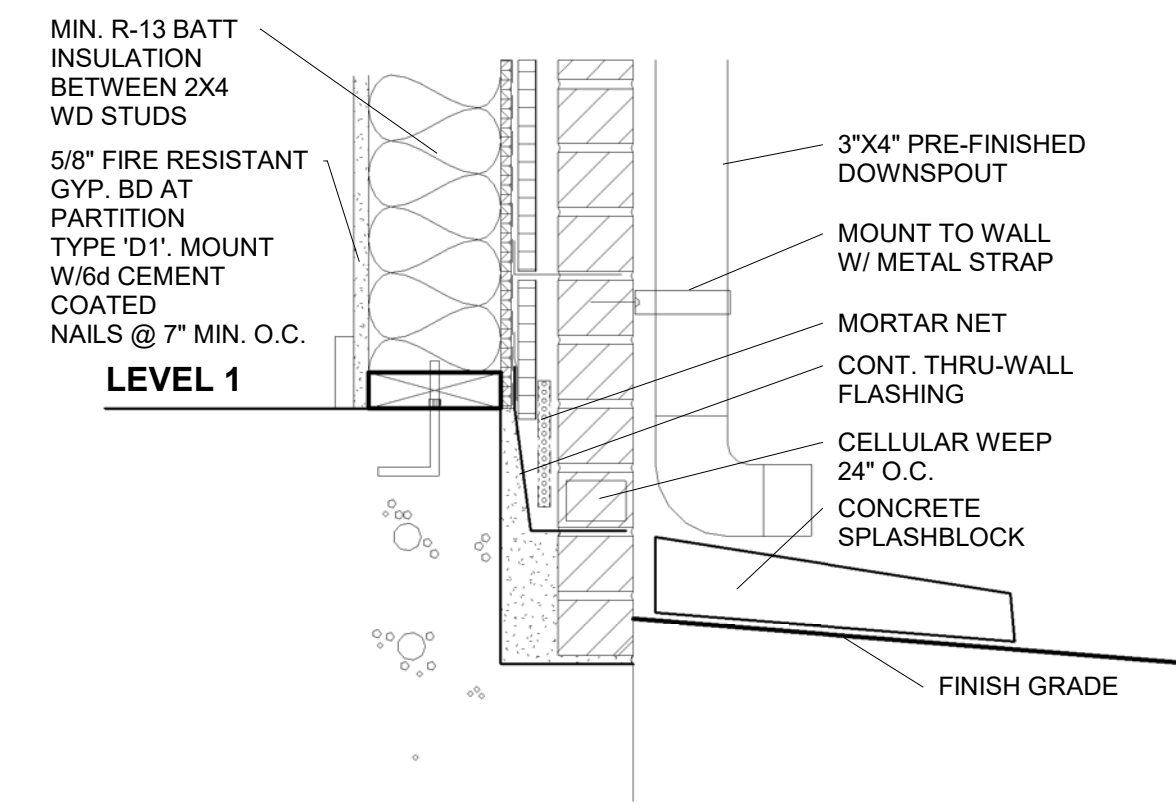 MIN. R-13 BATT
INSULATION
BETWEEN 2X4
WD STUDS
5/8" FIRE RESISTANT
GYP. BD AT
PARTITION
TYPE 'D1'. MOUNT
W/6d CEMENT
COATED
NAILS @ 7" MIN. O.C.
LEVEL 1
3"X4" PRE-FINISHED
DOWNSPOUT
MOUNT TO WALL
W/ METAL STRAP
MORTAR NET
CONT. THRU-WALL
FLASHING
CELLULAR WEEP
24" O.C.
CONCRETE
SPLASHBLOCK
FINISH GRADE